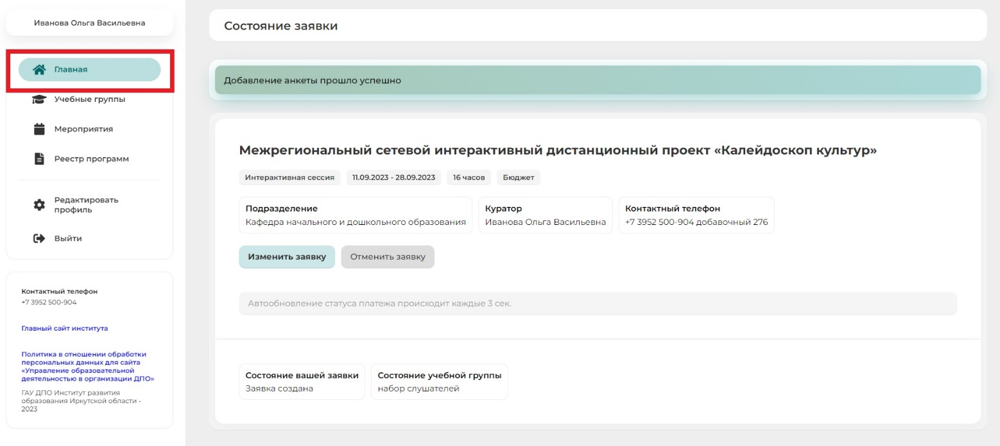 Иванова Ольга Васильевна
Главная
Учебные группы
Мероприятия
Реестр программ
Редактировать
профиль
Выйти
Контактный телефон
+7 3952 500-904
Главный сайт института
Политика в отношении обработки
персональных данных для сайта
«Управление образовательной
деятельностью в организации ДПО»
ГАУ ДПО Институт развития
образования Иркутской области -
2023
Состояние заявки
Добавление анкеты прошло успешно
Межрегиональный сетевой интерактивный дистанционный проект «Калейдоскоп культур»
Интерактивная сессия 11.09.2023 - 28.09.2023 16 часов Бюджет
Подразделение
Кафедра начального и дошкольного образования
Куратор
Иванова Ольга Васильевна
Контактный телефон
+7 3952 500-904 добавочный 276
Изменить заявку Отменить заявку
Автообновление статуса платежа происходит каждые 3 сек.
Состояние вашей заявки
Заявка создана
Состояние учебной группы
набор слушателей